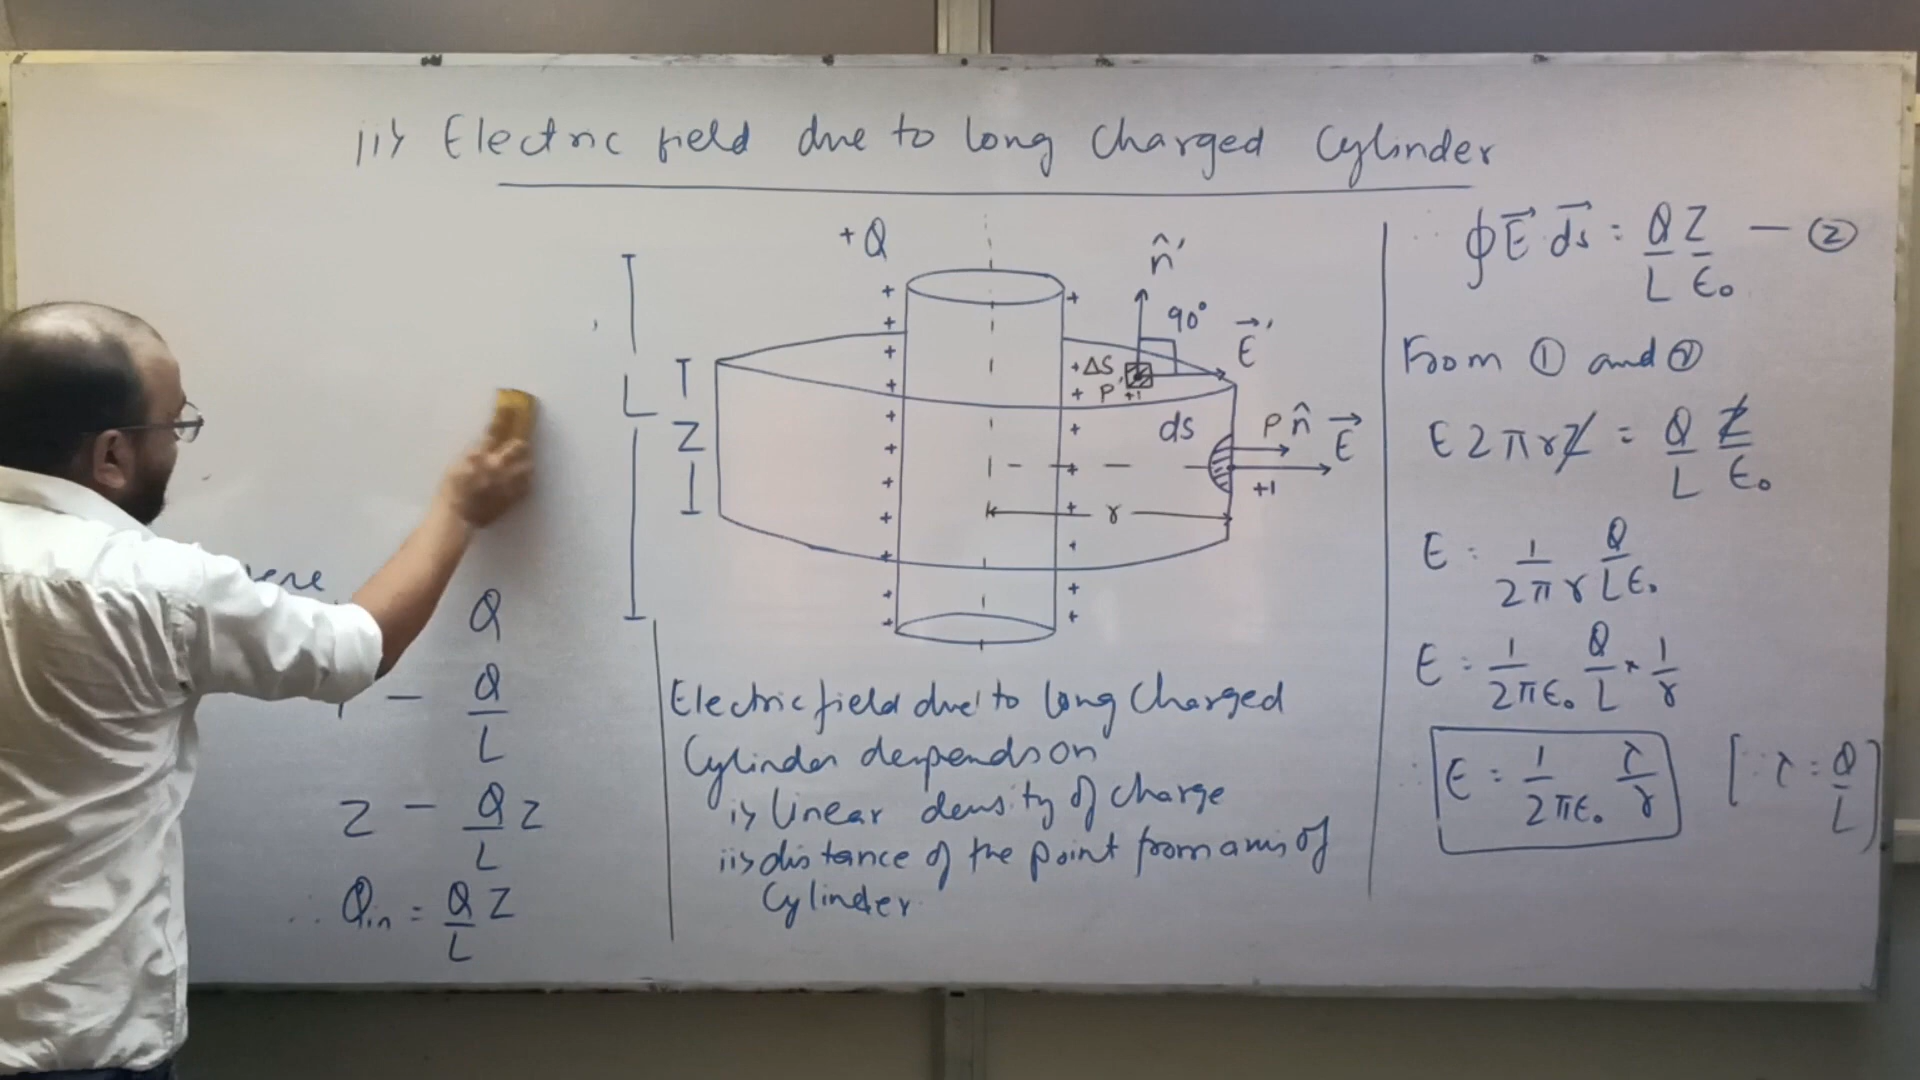 iii> Electric field due to long Charged Cylinder
+Q
n̂'
90°
E⃗'
ΔS
P'
+1
L
Z
ds
P n̂ E⃗
+1
r
Q
– Q/L
Z – Q/L Z
∴ Qin = Q/L Z
Electric field due to long Charged
Cylinder depends on
i> linear density of charge
ii> distance of the point from axis of
Cylinder
∴ ∮E⃗ ds⃗ = Q/L Z/ε₀ — ②
From ① and ②
E 2πrZ = Q/L Z/ε₀
E = 1/2πr Q/Lε₀
E = 1/2πε₀ Q/L × 1/r
∴ E = 1/2πε₀ λ/r [∵ λ = Q/L]